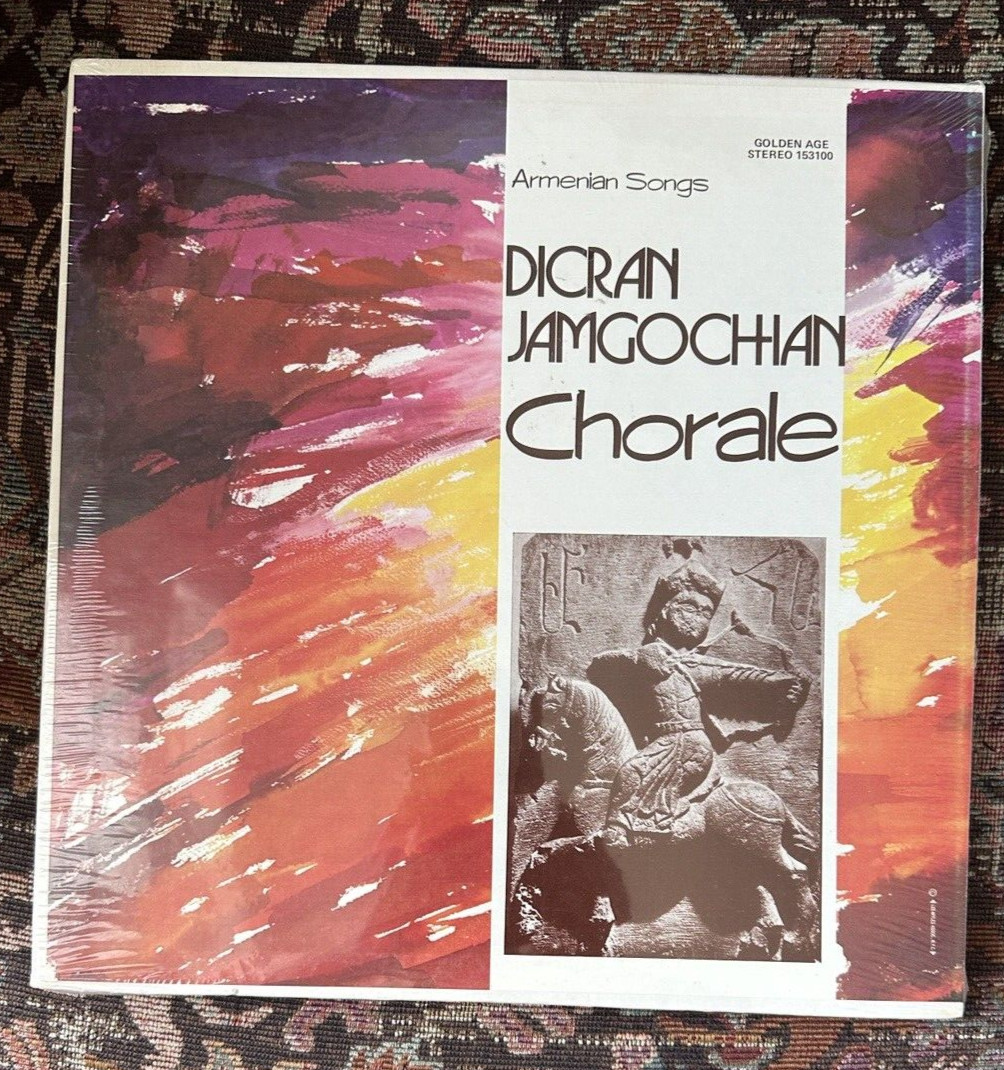 GOLDEN AGE
STEREO 153100
Armenian Songs
DICRAN
JAMGOCHIAN
Chorale